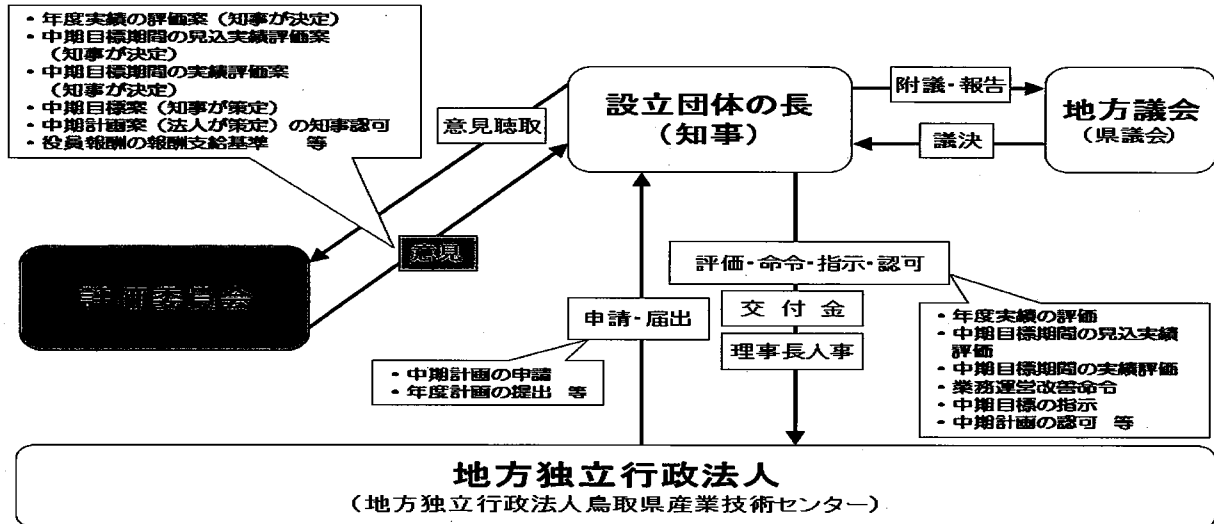 ・年度実績の評価案（知事が決定）
・中期目標期間の見込実績評価案
（知事が決定）
・中期目標期間の実績評価案
（知事が決定）
・中期目標案（知事が策定）
・中期計画案（法人が策定）の知事認可
・役員報酬の報酬支給基準　等
意見聴取
設立団体の長
（知事）
附議・報告
議決
地方議会
（県議会）
評価委員会
意見
申請・届出
・中期計画の申請
・年度計画の提出　等
評価・命令・指示・認可
交付金
理事長人事
・年度実績の評価
・中期目標期間の見込実績
評価
・中期目標期間の実績評価
・業務運営改善命令
・中期目標の指示
・中期計画の認可　等
地方独立行政法人
（地方独立行政法人鳥取県産業技術センター）